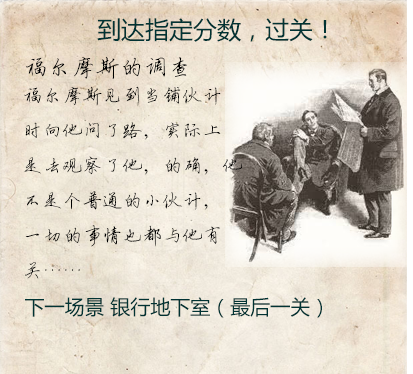 到达指定分数，过关！
福尔摩斯的调查
福尔摩斯见到当铺伙计
时向他问了路，实际上
是去观察了他，的确，他
不是个普通的小伙计，
一切的事情也都与他有
关……
下一场景 银行地下室（最后一关）